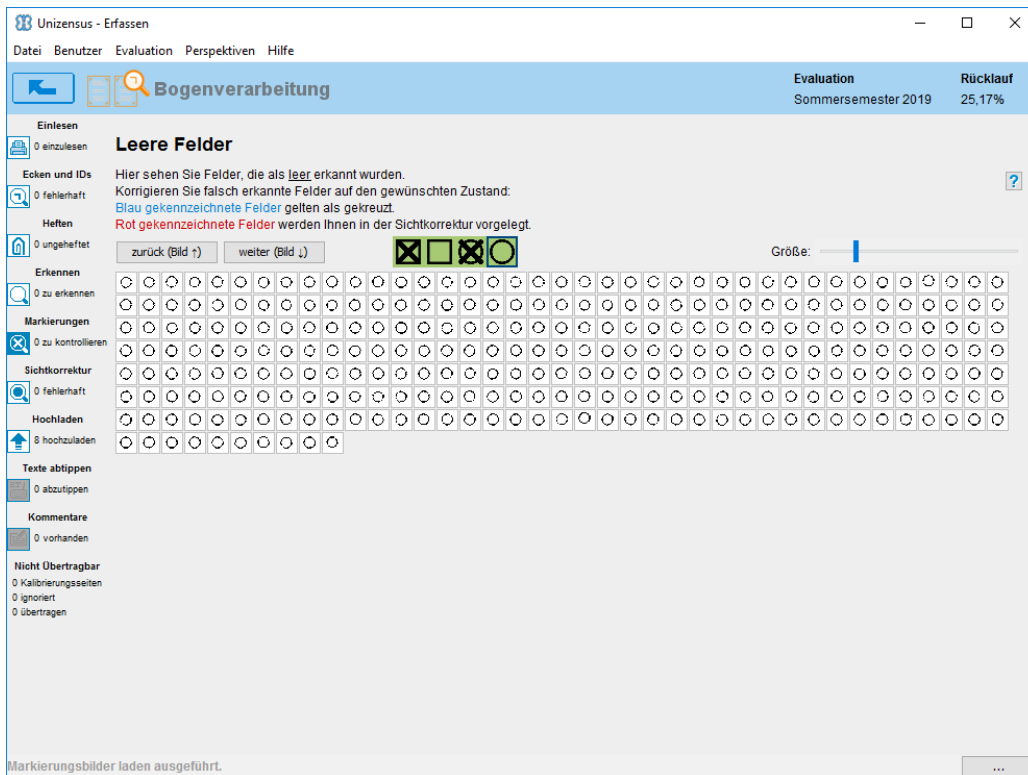 Unizensus - Erfassen
Datei Benutzer Evaluation Perspektiven Hilfe
Bogenverarbeitung
Evaluation Rücklauf
Sommersemester 2019 25,17%
Einlesen
0 einzulesen
Ecken und IDs
0 fehlerhaft
Heften
0 ungeheftet
Erkennen
0 zu erkennen
Markierungen
0 zu kontrollieren
Sichtkorrektur
0 fehlerhaft
Hochladen
8 hochzuladen
Texte abtippen
0 abzutippen
Kommentare
0 vorhanden
Nicht Übertragbar
0 Kalibrierungsseiten
0 ignoriert
0 übertragen
Leere Felder
Hier sehen Sie Felder, die als leer erkannt wurden.
Korrigieren Sie falsch erkannte Felder auf den gewünschten Zustand:
Blau gekennzeichnete Felder gelten als gekreuzt.
Rot gekennzeichnete Felder werden Ihnen in der Sichtkorrektur vorgelegt.
?
zurück (Bild ↑) weiter (Bild ↓) Größe:
Markierungsbilder laden ausgeführt.
...